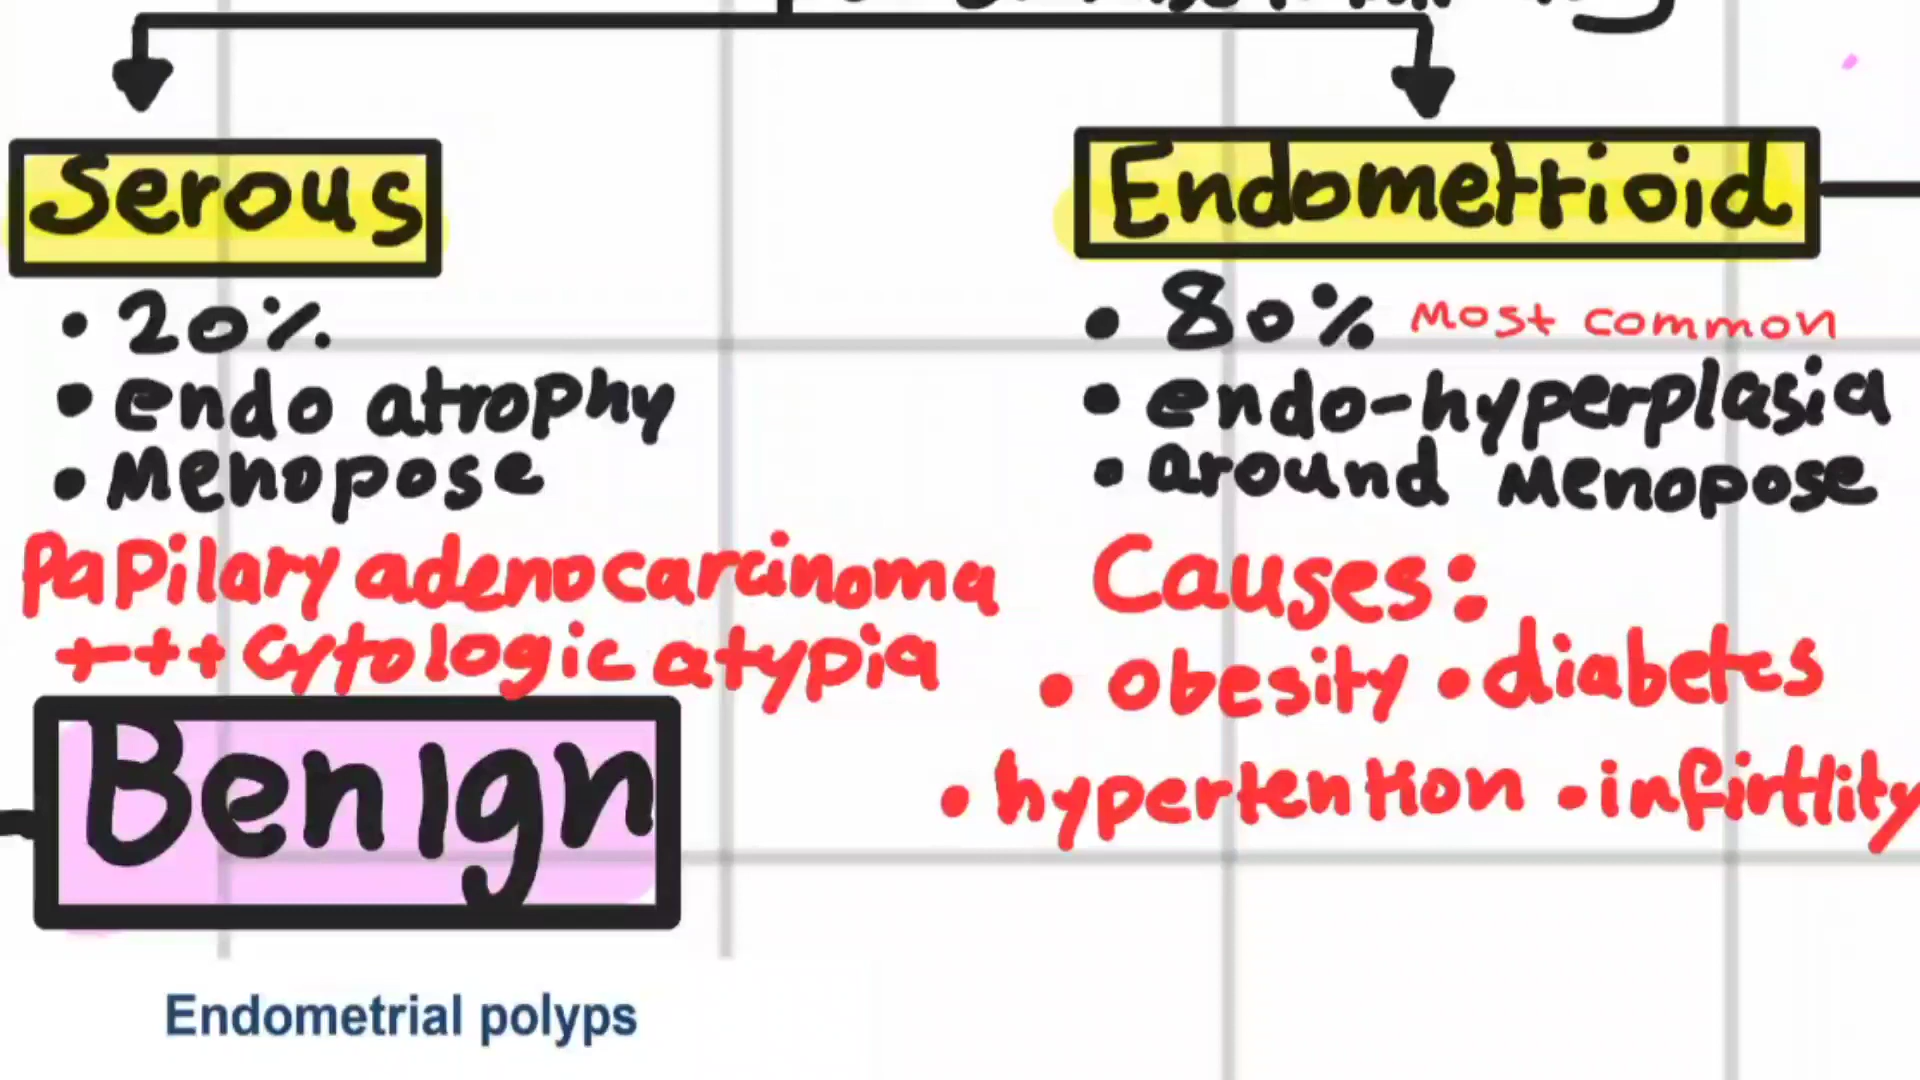 Serous
• 20%
• endo atrophy
• Menopose
Papilary adenocarcinoma
+++ cytologic atypia
Endometrioid
• 80% Most common
• endo-hyperplasia
• around Menopose
Causes:
• obesity • diabetes
• hypertention • infirtlity
Benign
Endometrial polyps